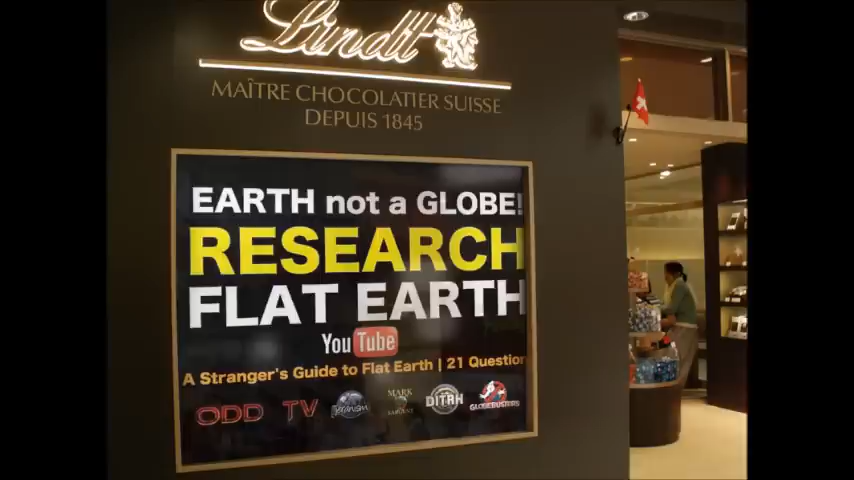 Lindt
MAÎTRE CHOCOLATIER SUISSE
DEPUIS 1845
EARTH not a GLOBE!
RESEARCH
FLAT EARTH
YouTube
A Stranger's Guide to Flat Earth | 21 Question
ODD TV
MARK
SARGENT
DITRH
GLOBEBUSTERS